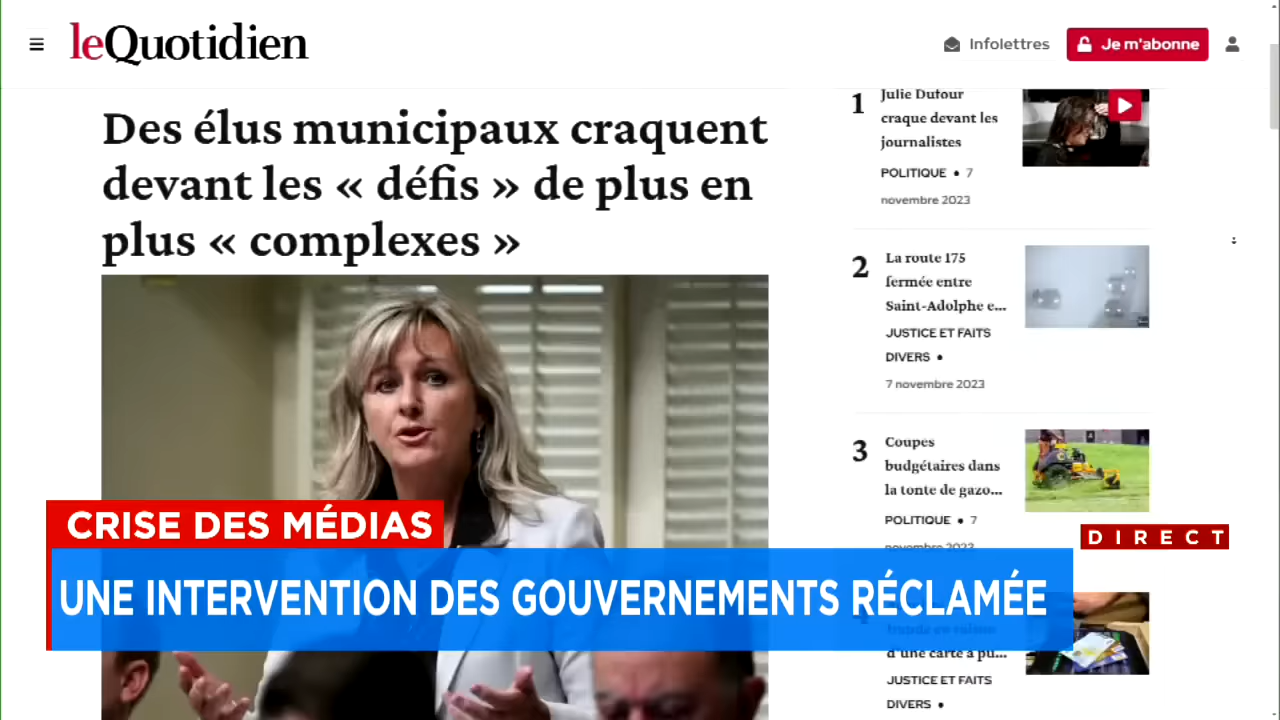 leQuotidien
Infolettres
Je m'abonne
Des élus municipaux craquent
devant les « défis » de plus en
plus « complexes »
1
Julie Dufour
craque devant les
journalistes
POLITIQUE • 7
novembre 2023
2
La route 175
fermée entre
Saint-Adolphe e...
JUSTICE ET FAITS
DIVERS •
7 novembre 2023
3
Coupes
budgétaires dans
la tonte de gazo...
POLITIQUE • 7
novembre 2023
4
d'une carte à pu...
JUSTICE ET FAITS
DIVERS •
CRISE DES MÉDIAS
UNE INTERVENTION DES GOUVERNEMENTS RÉCLAMÉE
DIRECT